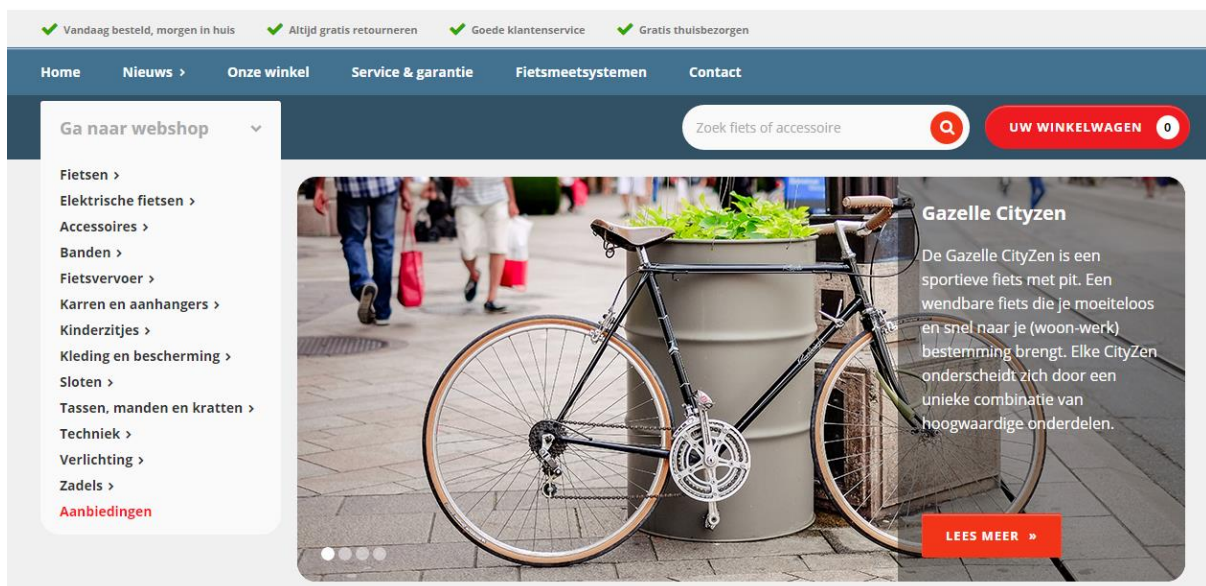 Vandaag besteld, morgen in huis
Altijd gratis retourneren
Goede klantenservice
Gratis thuisbezorgen
Home
Nieuws >
Onze winkel
Service & garantie
Fietsmeetsystemen
Contact
Ga naar webshop
Zoek fiets of accessoire
UW WINKELWAGEN 0
Fietsen >
Elektrische fietsen >
Accessoires >
Banden >
Fietsvervoer >
Karren en aanhangers >
Kinderzitjes >
Kleding en bescherming >
Sloten >
Tassen, manden en kratten >
Techniek >
Verlichting >
Zadels >
Aanbiedingen
Gazelle Cityzen
De Gazelle CityZen is een
sportieve fiets met pit. Een
wendbare fiets die je moeiteloos
en snel naar je (woon-werk)
bestemming brengt. Elke CityZen
onderscheidt zich door een
unieke combinatie van
hoogwaardige onderdelen.
LEES MEER »